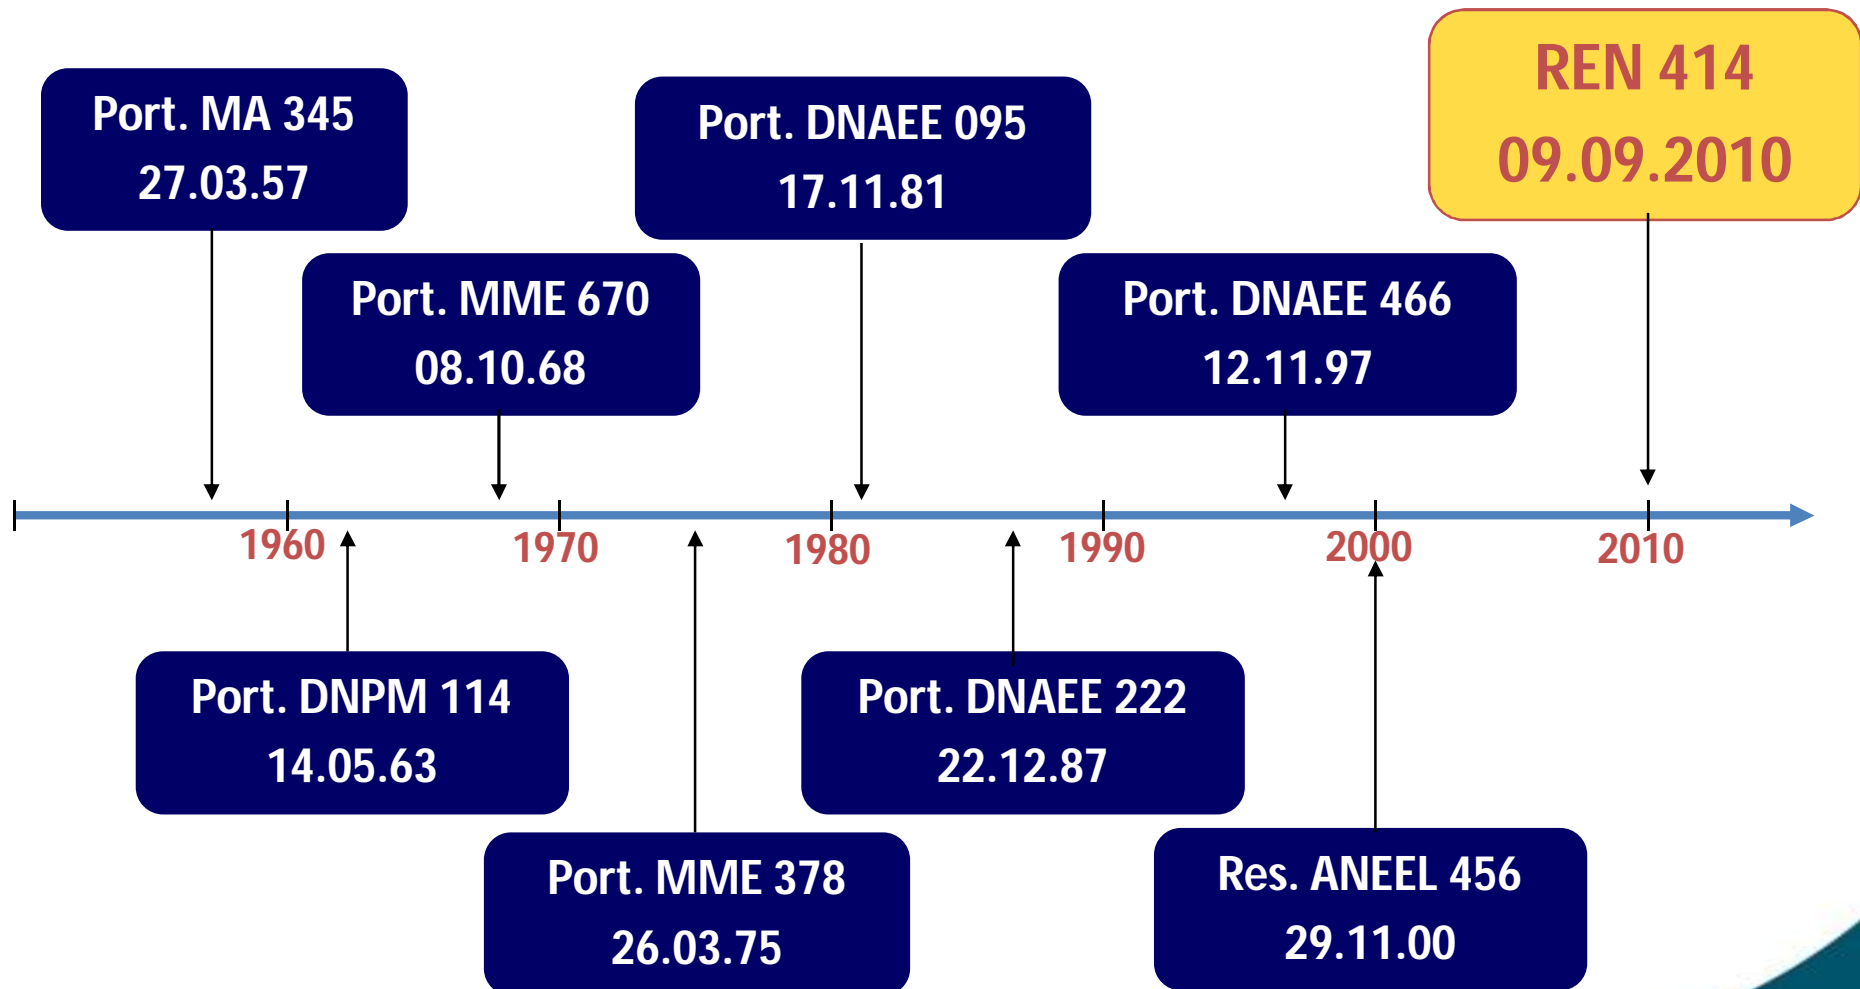 REN 414
09.09.2010
Port. MA 345
27.03.57
Port. DNAEE 095
17.11.81
Port. MME 670
08.10.68
Port. DNAEE 466
12.11.97
1960
1970
1980
1990
2000
2010
Port. DNPM 114
14.05.63
Port. DNAEE 222
22.12.87
Port. MME 378
26.03.75
Res. ANEEL 456
29.11.00